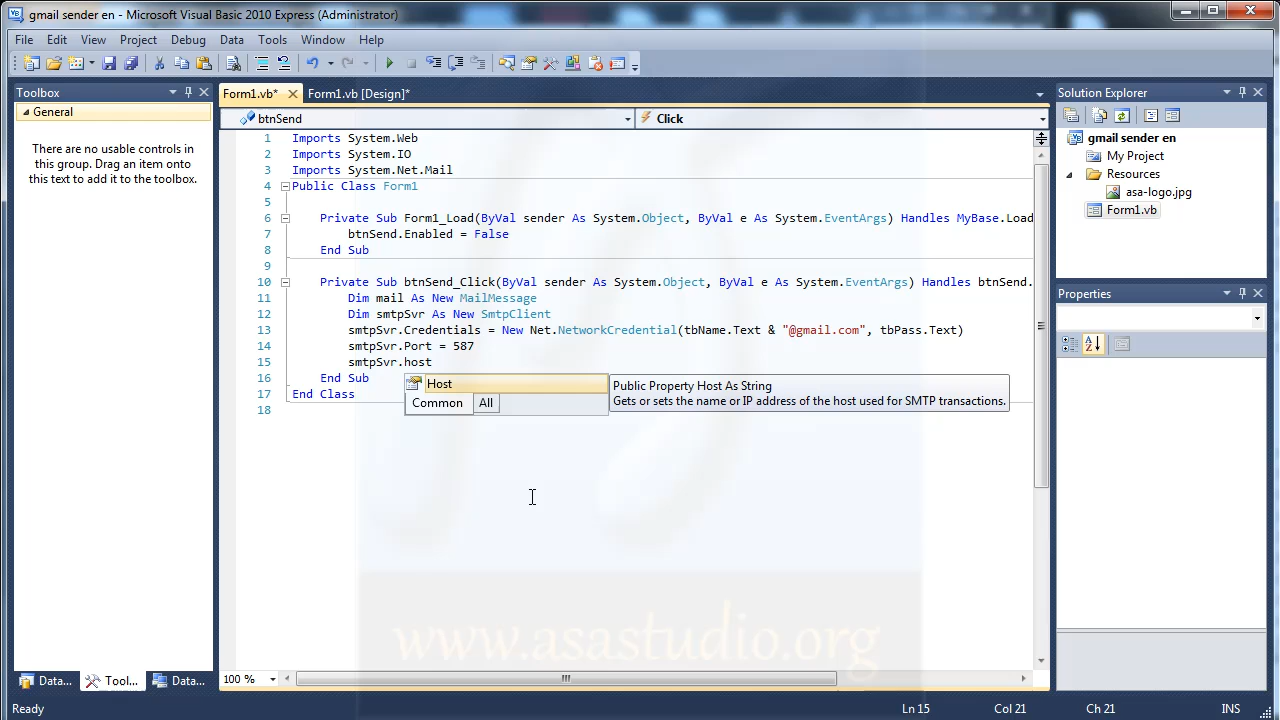 gmail sender en - Microsoft Visual Basic 2010 Express (Administrator)
File Edit View Project Debug Data Tools Window Help
Toolbox
General
There are no usable controls in
this group. Drag an item onto
this text to add it to the toolbox.
Data... Tool... Data...
Form1.vb* Form1.vb [Design]*
btnSend Click
1 Imports System.Web
2 Imports System.IO
3 Imports System.Net.Mail
4 Public Class Form1
5
6 Private Sub Form1_Load(ByVal sender As System.Object, ByVal e As System.EventArgs) Handles MyBase.Load
7 btnSend.Enabled = False
8 End Sub
9
10 Private Sub btnSend_Click(ByVal sender As System.Object, ByVal e As System.EventArgs) Handles btnSend.
11 Dim mail As New MailMessage
12 Dim smtpSvr As New SmtpClient
13 smtpSvr.Credentials = New Net.NetworkCredential(tbName.Text & "@gmail.com", tbPass.Text)
14 smtpSvr.Port = 587
15 smtpSvr.host
16 End Sub
17 End Class
18
Host
Common All
Public Property Host As String
Gets or sets the name or IP address of the host used for SMTP transactions.
www.asastudio.org
100 %
Solution Explorer
gmail sender en
My Project
Resources
asa-logo.jpg
Form1.vb
Properties
Ready Ln 15 Col 21 Ch 21 INS